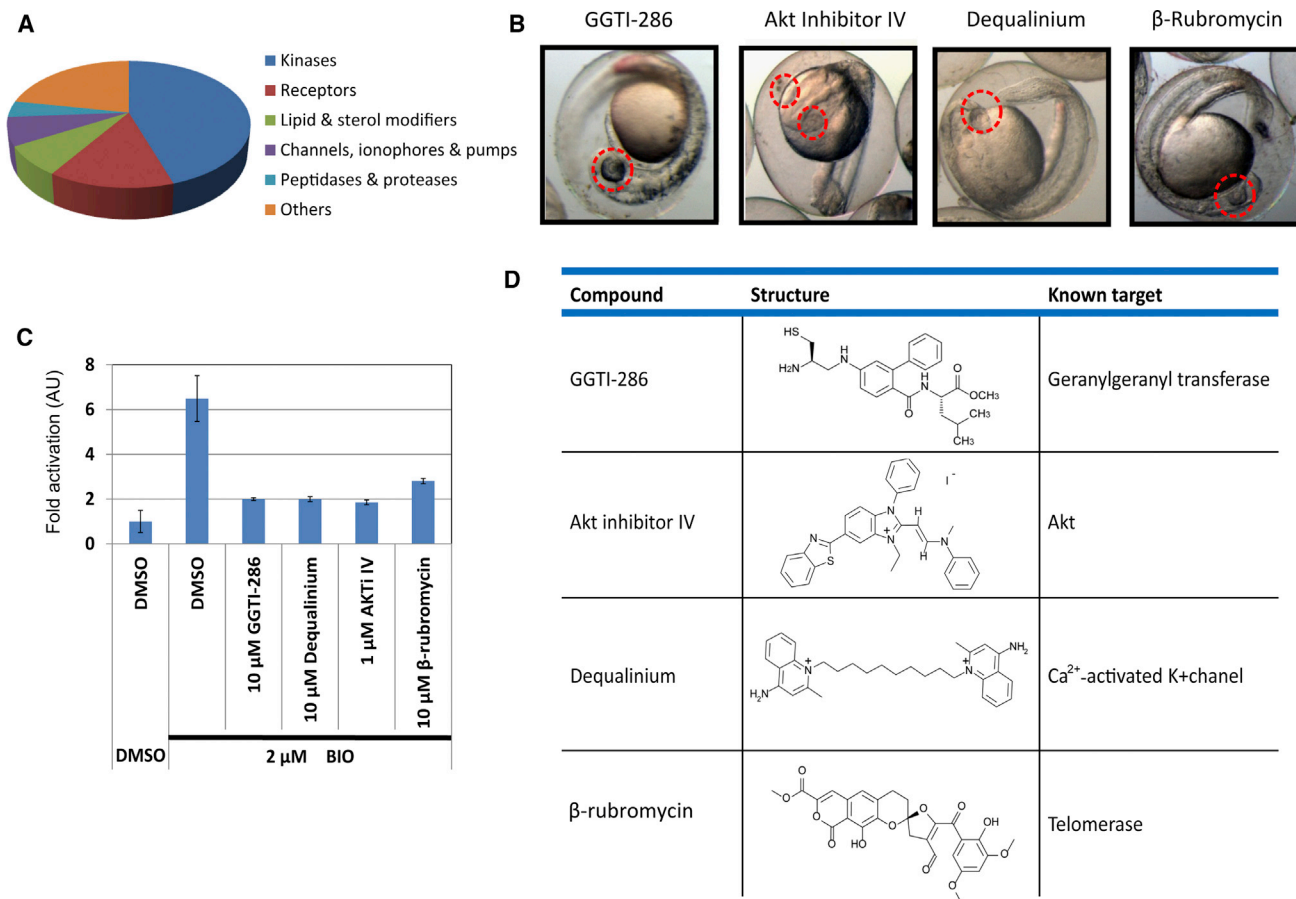 A
Kinases
Receptors
Lipid & sterol modifiers
Channels, ionophores & pumps
Peptidases & proteases
Others
B
GGTI-286
Akt Inhibitor IV
Dequalinium
β-Rubromycin
C
Fold activation (AU)
8
6
4
2
0
DMSO
DMSO
10 µM GGTI-286
10 µM Dequalinium
1 µM AKTi IV
10 µM β-rubromycin
DMSO
2 µM BIO
D
Compound Structure Known target
GGTI-286
HS
H2N
H
N
O
H
N
O
OCH3
CH3
CH3
Geranylgeranyl transferase
Akt inhibitor IV
N
S
N
N
+
H
H
N
I -
Akt
Dequalinium
H2N
N
+
N
+
NH2
Ca²⁺-activated K+chanel
β-rubromycin
O
O
O
O
OH
O
O
O
O
OH
O
O
Telomerase